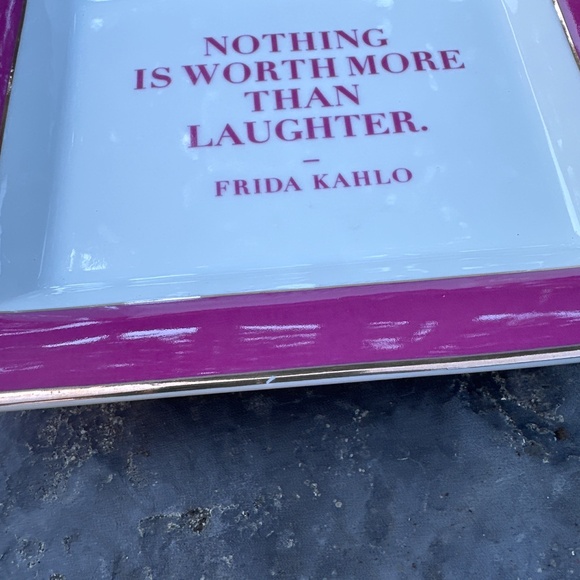 NOTHING
IS WORTH MORE
THAN
LAUGHTER.
–
FRIDA KAHLO